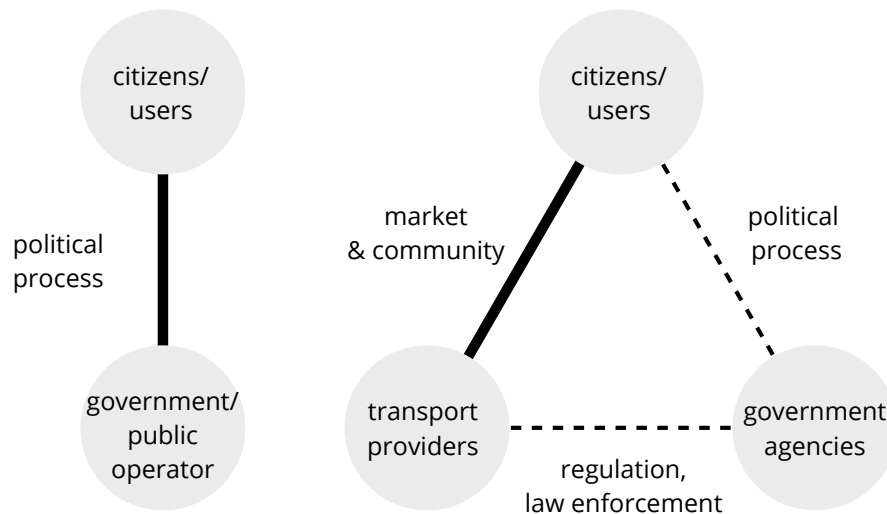 citizens/
users
political
process
government/
public
operator
citizens/
users
market
& community
political
process
transport
providers
government
agencies
regulation,
law enforcement